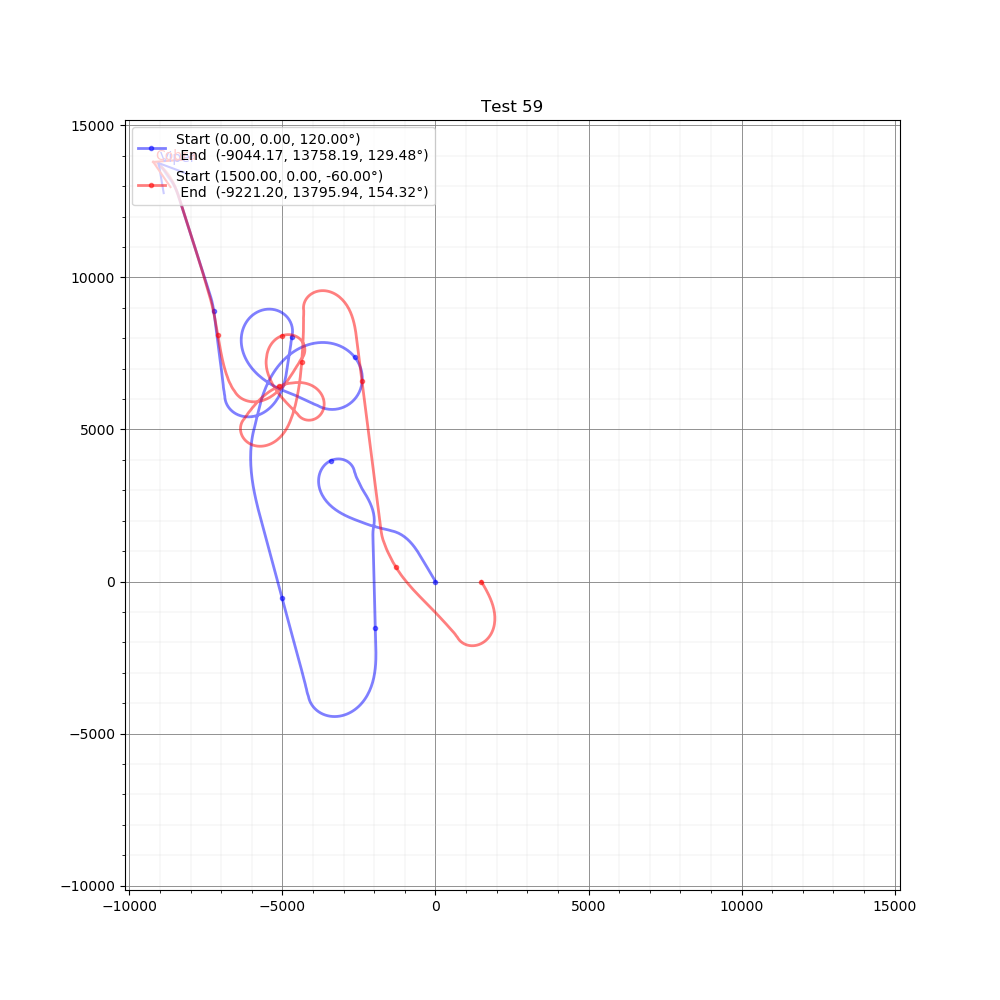 Test 59
Start (0.00, 0.00, 120.00°)
End (-9044.17, 13758.19, 129.48°)
Start (1500.00, 0.00, -60.00°)
End (-9221.20, 13795.94, 154.32°)
15000
10000
5000
0
−5000
−10000
−10000 −5000 0 5000 10000 15000